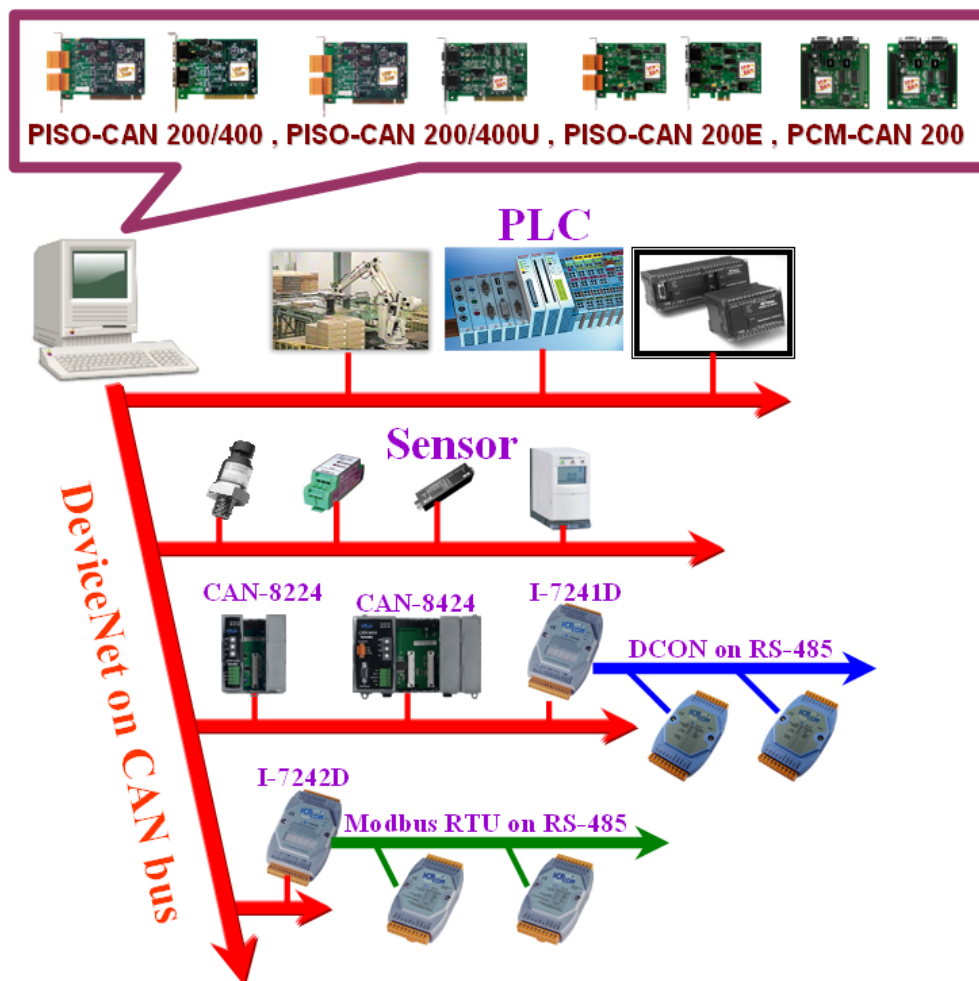 PISO-CAN 200/400 , PISO-CAN 200/400U , PISO-CAN 200E , PCM-CAN 200
PLC
Sensor
CAN-8224
CAN-8424
I-7241D
DCON on RS-485
I-7242D
Modbus RTU on RS-485
DeviceNet on CAN bus